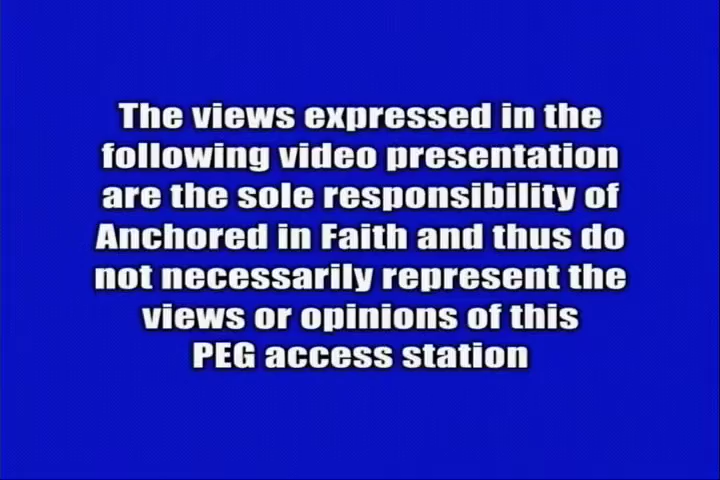 The views expressed in the
following video presentation
are the sole responsibility of
Anchored in Faith and thus do
not necessarily represent the
views or opinions of this
PEG access station